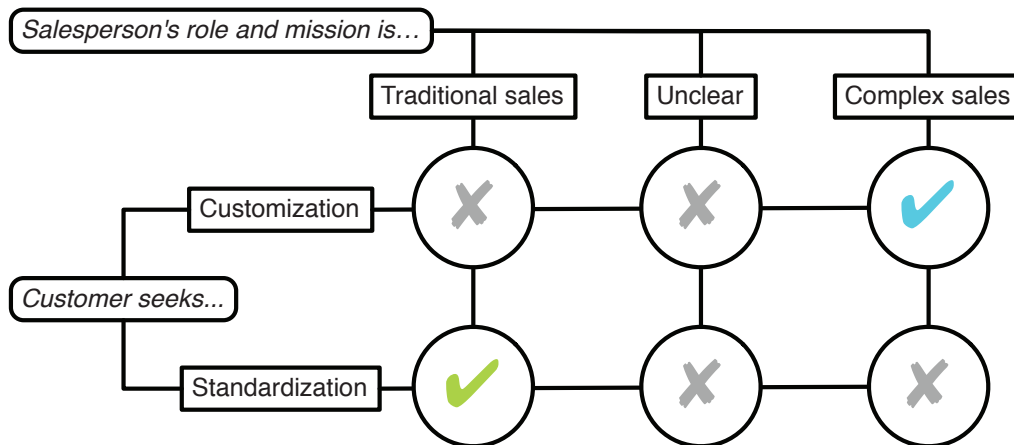 Salesperson's role and mission is…
Traditional sales
Unclear
Complex sales
Customization
Customer seeks...
Standardization